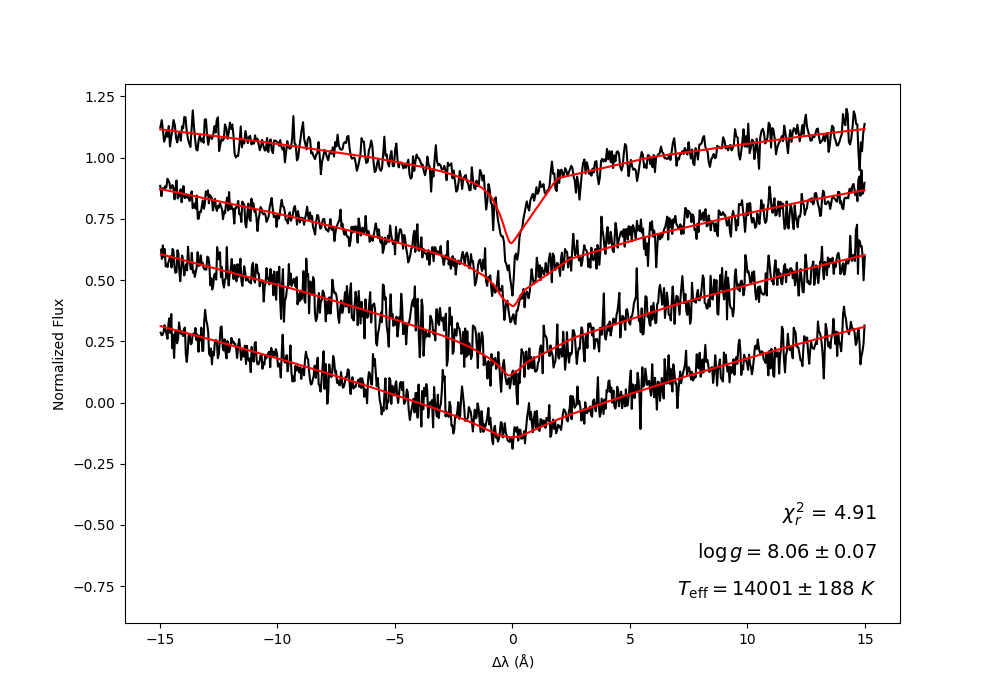 1.25
1.00
0.75
0.50
0.25
0.00
−0.25
−0.50
−0.75
Normalized Flux
χ²ᵣ = 4.91
log g = 8.06 ± 0.07
T_eff = 14001 ± 188 K
−15 −10 −5 0 5 10 15
Δλ (Å)